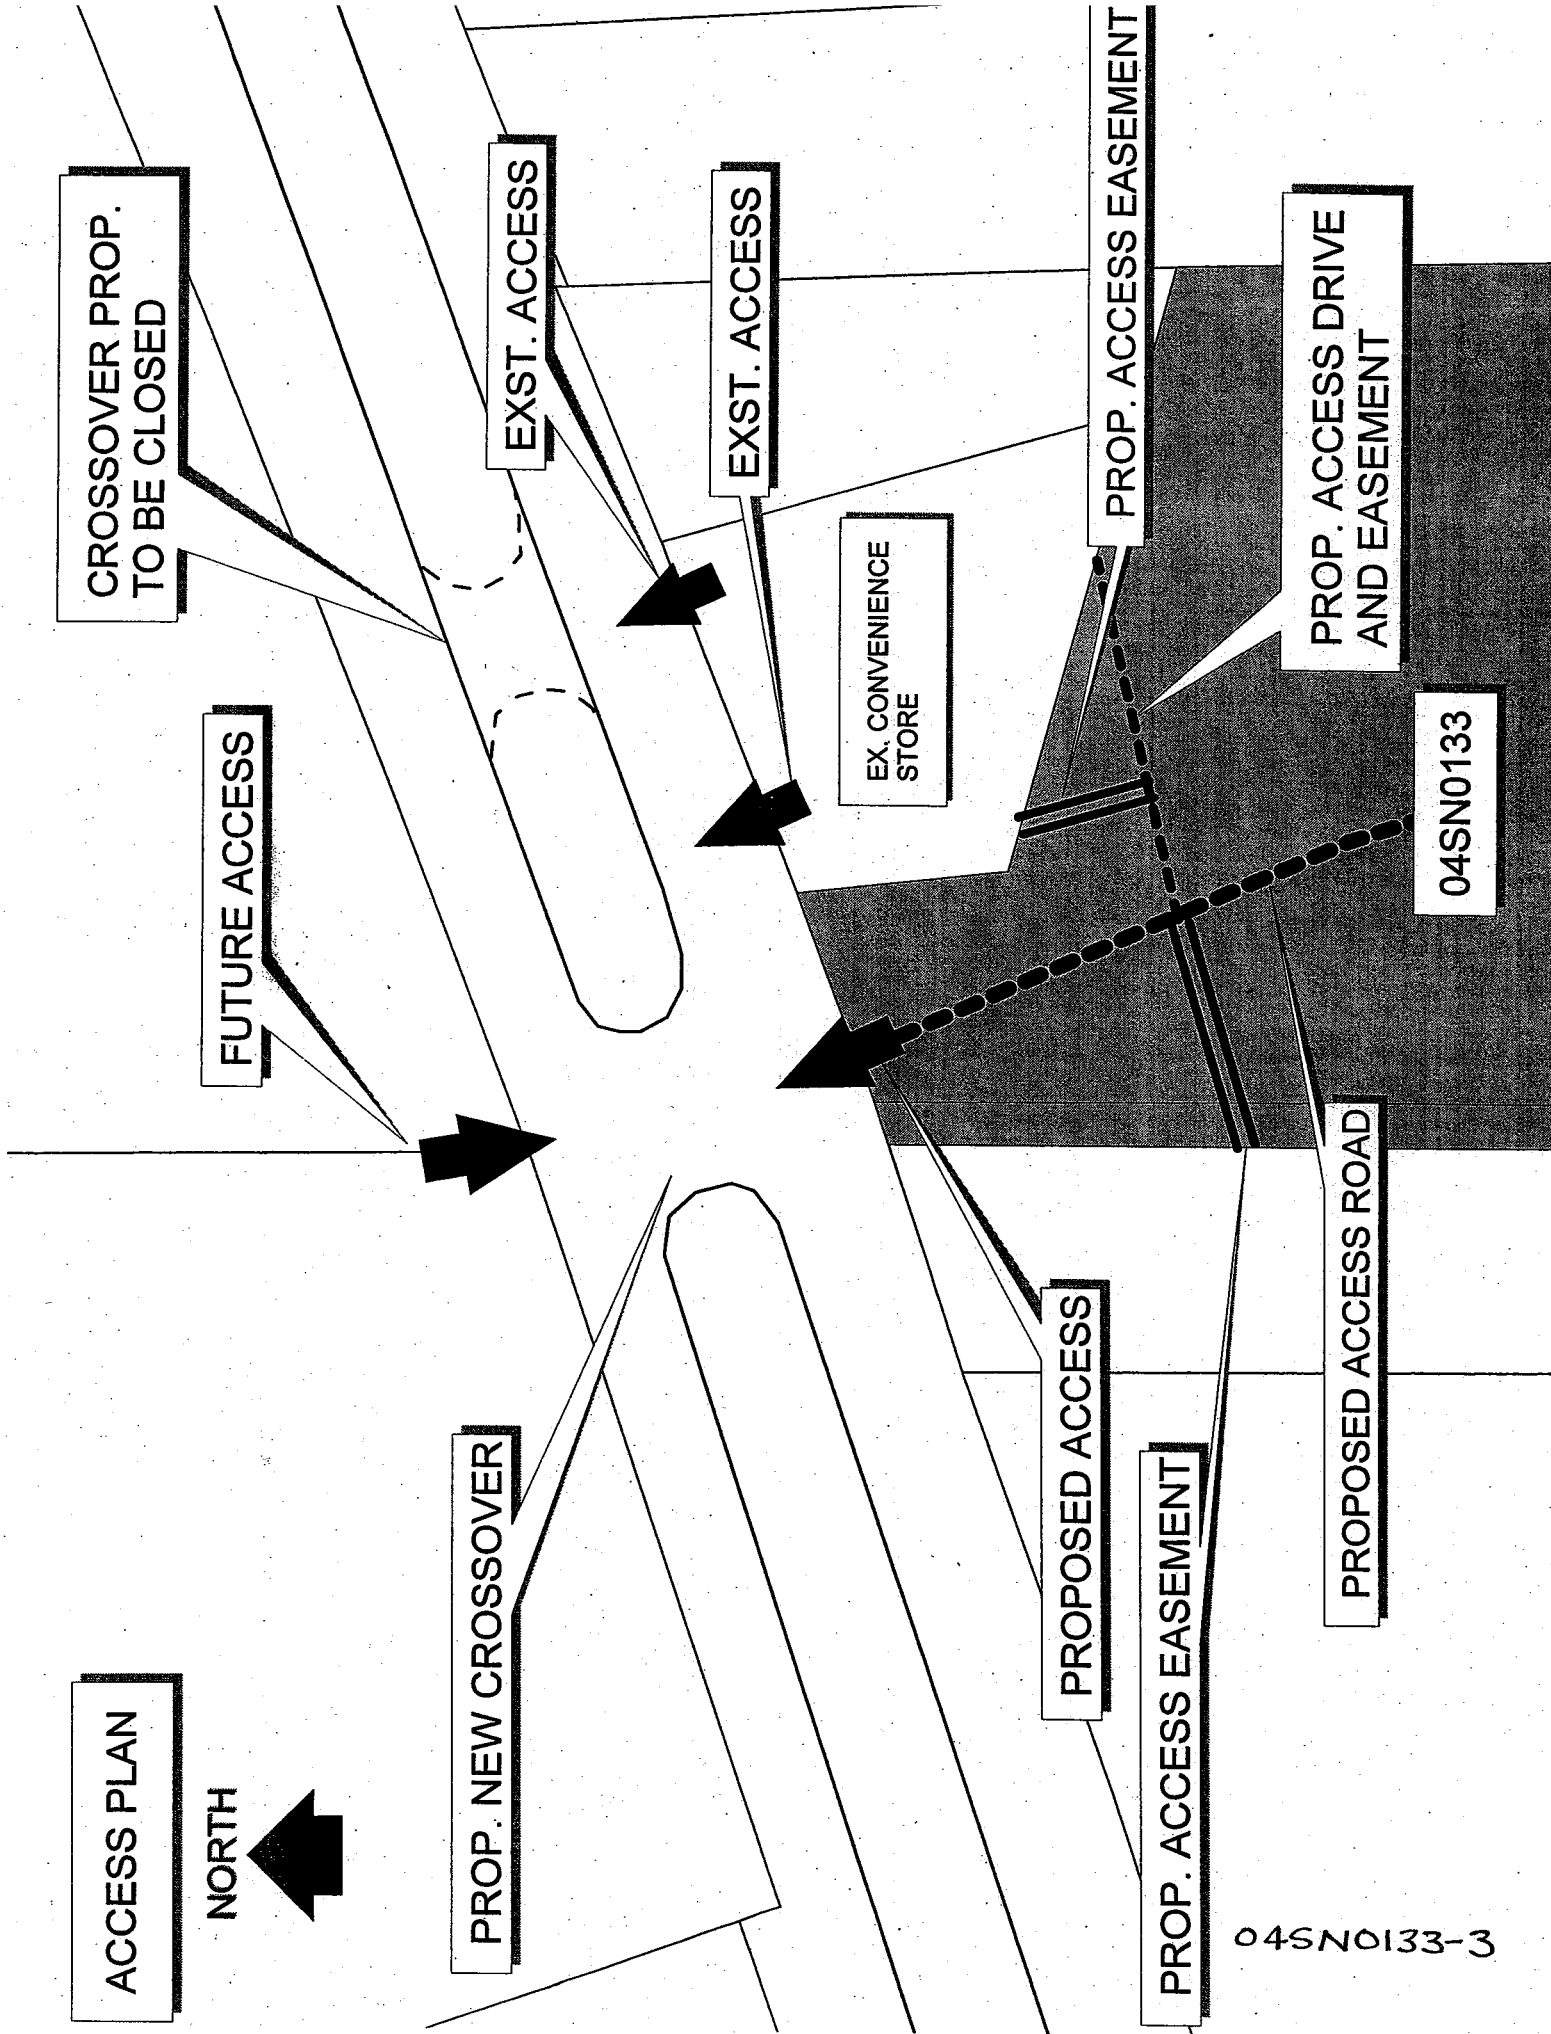 ACCESS PLAN
NORTH
FUTURE ACCESS
CROSSOVER PROP.
TO BE CLOSED
PROP. NEW CROSSOVER
EXST. ACCESS
EXST. ACCESS
EX. CONVENIENCE
STORE
PROPOSED ACCESS
PROP. ACCESS EASEMENT
PROP. ACCESS EASEMENT
PROP. ACCESS DRIVE
AND EASEMENT
PROPOSED ACCESS ROAD
04SN0133
04SN0133-3